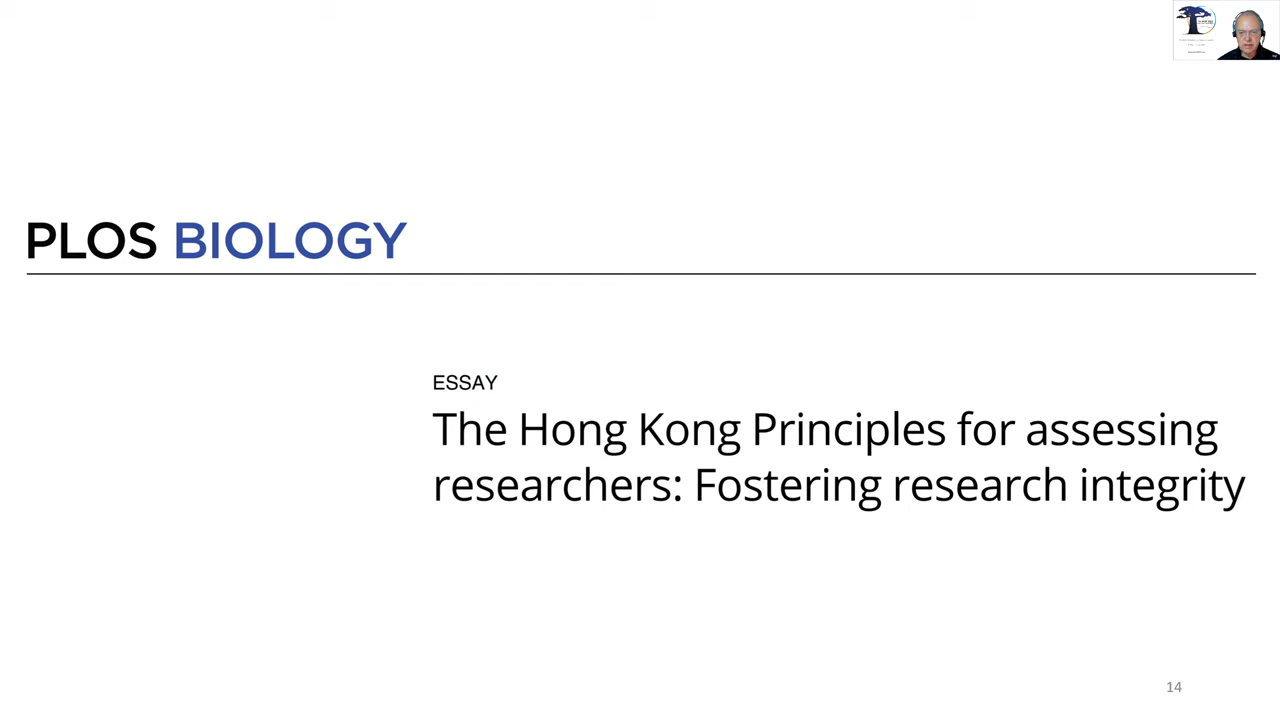 PLOS BIOLOGY
ESSAY
The Hong Kong Principles for assessing
researchers: Fostering research integrity
14